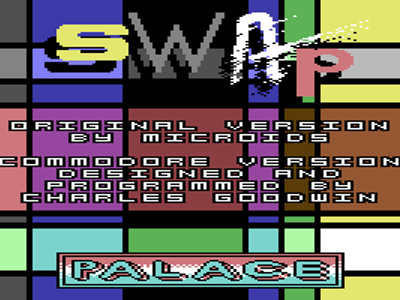 SWAP
ORIGINAL VERSION
BY MICROIDS
COMMODORE VERSION
DESIGNED AND
PROGRAMMED BY
CHARLES GOODWIN
PALACE